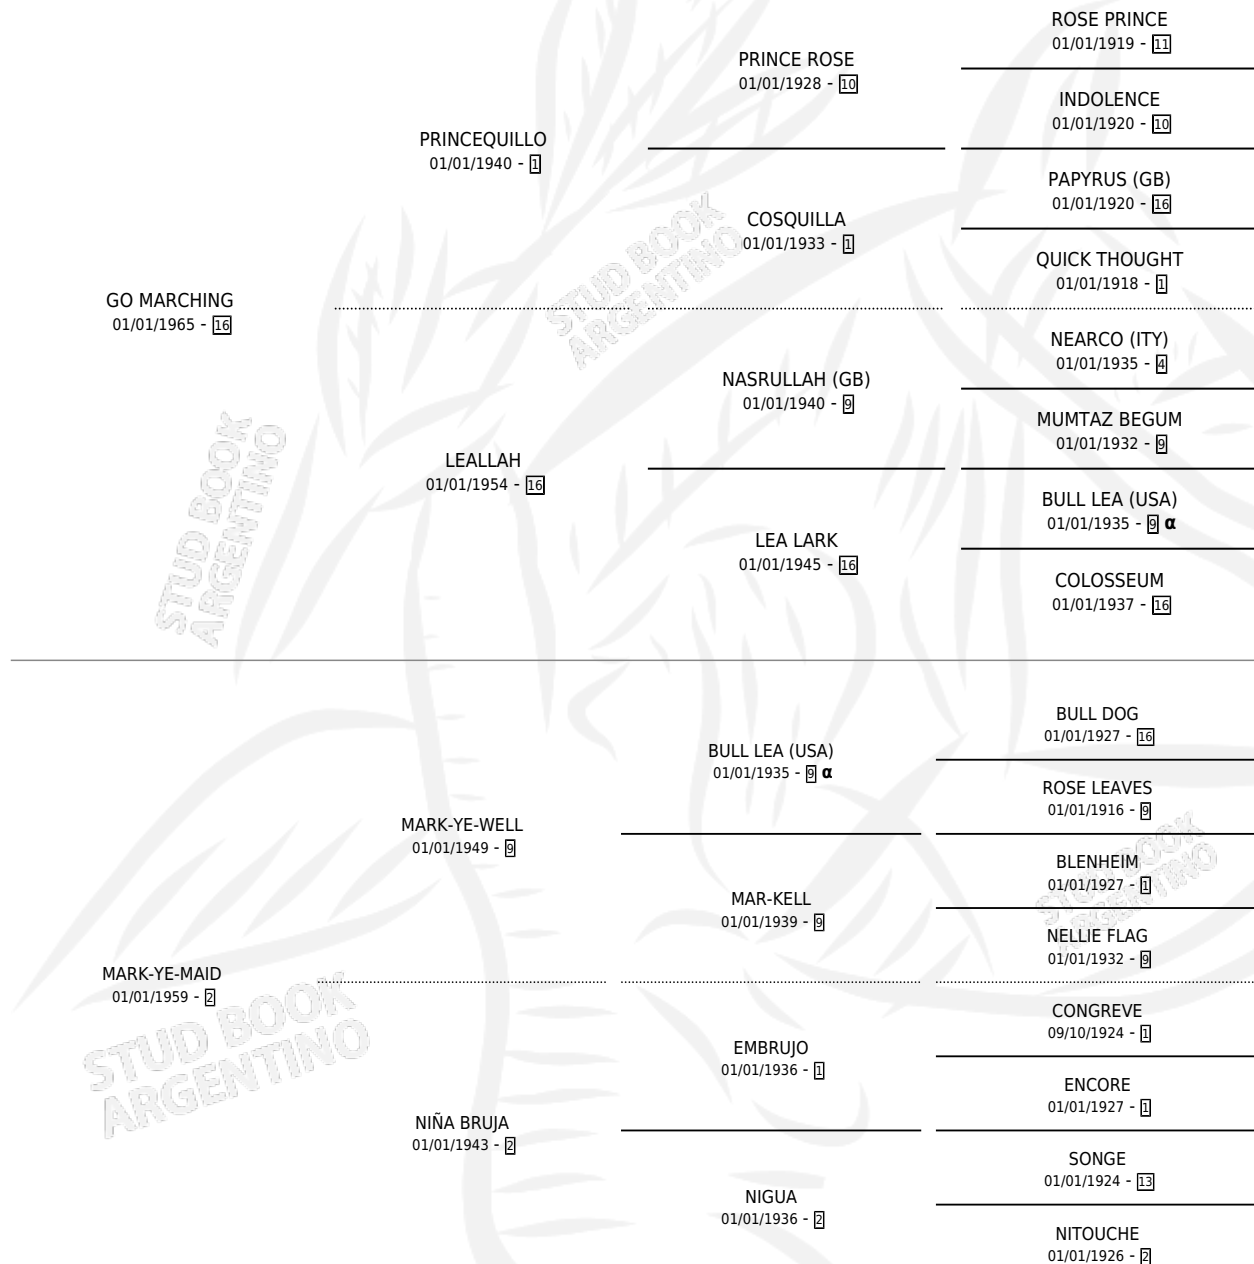 GO MARCHING
01/01/1965 - 16
PRINCEQUILLO
01/01/1940 - 1
LEALLAH
01/01/1954 - 16
PRINCE ROSE
01/01/1928 - 10
COSQUILLA
01/01/1933 - 1
NASRULLAH (GB)
01/01/1940 - 9
LEA LARK
01/01/1945 - 16
ROSE PRINCE
01/01/1919 - 11
INDOLENCE
01/01/1920 - 10
PAPYRUS (GB)
01/01/1920 - 16
QUICK THOUGHT
01/01/1918 - 1
NEARCO (ITY)
01/01/1935 - 4
MUMTAZ BEGUM
01/01/1932 - 9
BULL LEA (USA)
01/01/1935 - 9 α
COLOSSEUM
01/01/1937 - 16
STUD BOOK
ARGENTINO
STUD BOOK
ARGENTINO
MARK-YE-MAID
01/01/1959 - 2
MARK-YE-WELL
01/01/1949 - 9
NIÑA BRUJA
01/01/1943 - 2
BULL LEA (USA)
01/01/1935 - 9 α
MAR-KELL
01/01/1939 - 9
EMBRUJO
01/01/1936 - 1
NIGUA
01/01/1936 - 2
BULL DOG
01/01/1927 - 16
ROSE LEAVES
01/01/1916 - 9
BLENHEIM
01/01/1927 - 1
NELLIE FLAG
01/01/1932 - 9
CONGREVE
09/10/1924 - 1
ENCORE
01/01/1927 - 1
SONGE
01/01/1924 - 13
NITOUCHE
01/01/1926 - 2
STUD BOOK
ARGENTINO
STUD BOOK
ARGENTINO